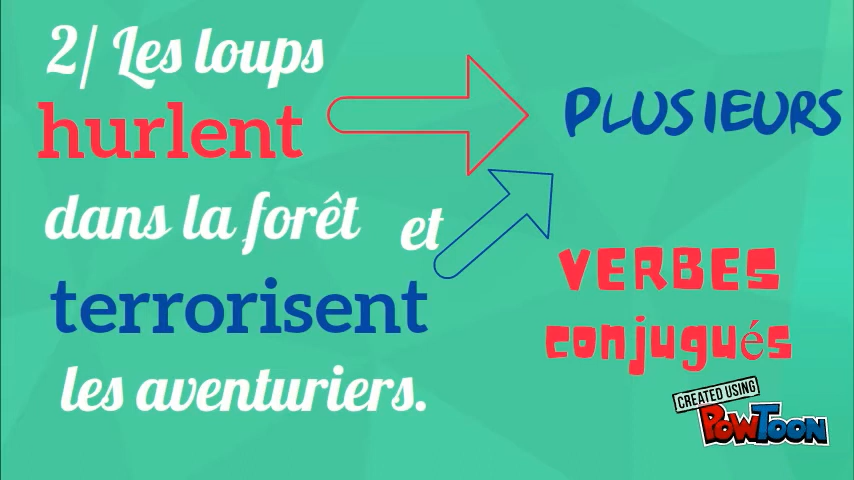 2/ Les loups
hurlent
dans la forêt et
terrorisent
les aventuriers.
PLUSIEURS
VERBES
conjugués
CREATED USING
PowToon